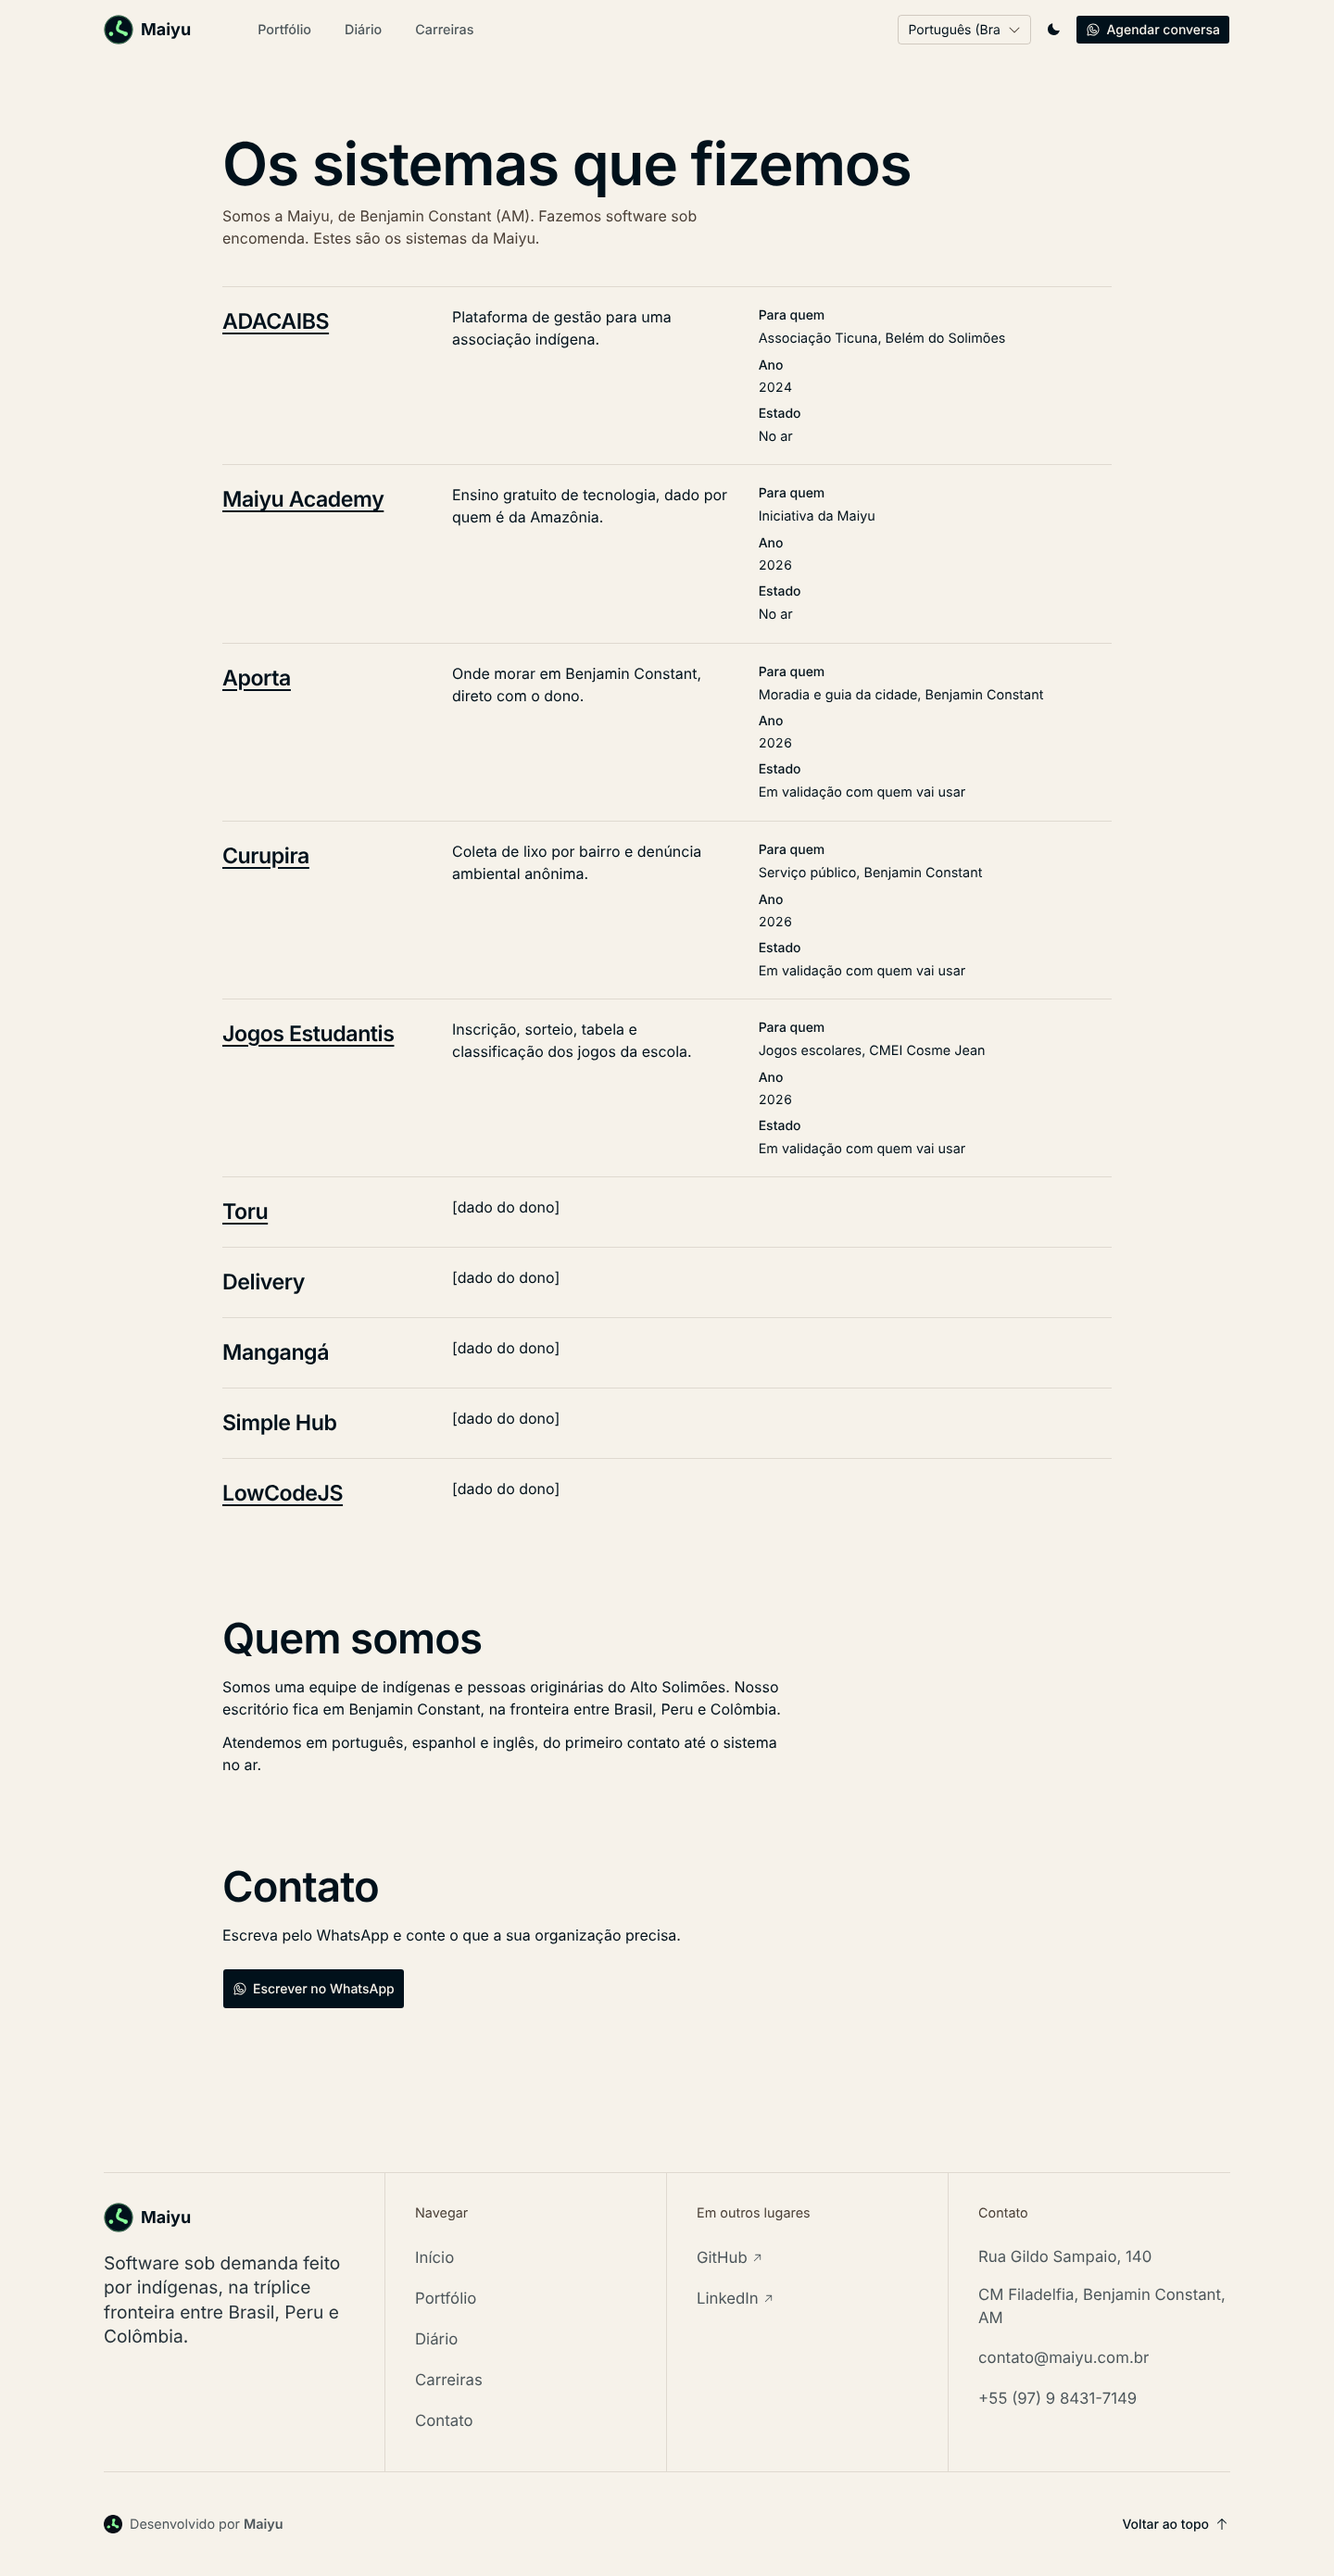 Maiyu
Portfólio
Diário
Carreiras
Português (Bra
Agendar conversa
Os sistemas que fizemos
Somos a Maiyu, de Benjamin Constant (AM). Fazemos software sob
encomenda. Estes são os sistemas da Maiyu.
ADACAIBS
Plataforma de gestão para uma
associação indígena.
Para quem
Associação Ticuna, Belém do Solimões
Ano
2024
Estado
No ar
Maiyu Academy
Ensino gratuito de tecnologia, dado por
quem é da Amazônia.
Para quem
Iniciativa da Maiyu
Ano
2026
Estado
No ar
Aporta
Onde morar em Benjamin Constant,
direto com o dono.
Para quem
Moradia e guia da cidade, Benjamin Constant
Ano
2026
Estado
Em validação com quem vai usar
Curupira
Coleta de lixo por bairro e denúncia
ambiental anônima.
Para quem
Serviço público, Benjamin Constant
Ano
2026
Estado
Em validação com quem vai usar
Jogos Estudantis
Inscrição, sorteio, tabela e
classificação dos jogos da escola.
Para quem
Jogos escolares, CMEI Cosme Jean
Ano
2026
Estado
Em validação com quem vai usar
Toru
[dado do dono]
Delivery
[dado do dono]
Mangangá
[dado do dono]
Simple Hub
[dado do dono]
LowCodeJS
[dado do dono]
Quem somos
Somos uma equipe de indígenas e pessoas originárias do Alto Solimões. Nosso
escritório fica em Benjamin Constant, na fronteira entre Brasil, Peru e Colômbia.
Atendemos em português, espanhol e inglês, do primeiro contato até o sistema
no ar.
Contato
Escreva pelo WhatsApp e conte o que a sua organização precisa.
Escrever no WhatsApp
Maiyu
Software sob demanda feito
por indígenas, na tríplice
fronteira entre Brasil, Peru e
Colômbia.
Navegar
Início
Portfólio
Diário
Carreiras
Contato
Em outros lugares
GitHub ↗
LinkedIn ↗
Contato
Rua Gildo Sampaio, 140
CM Filadelfia, Benjamin Constant,
AM
contato@maiyu.com.br
+55 (97) 9 8431-7149
Desenvolvido por Maiyu
Voltar ao topo ↑